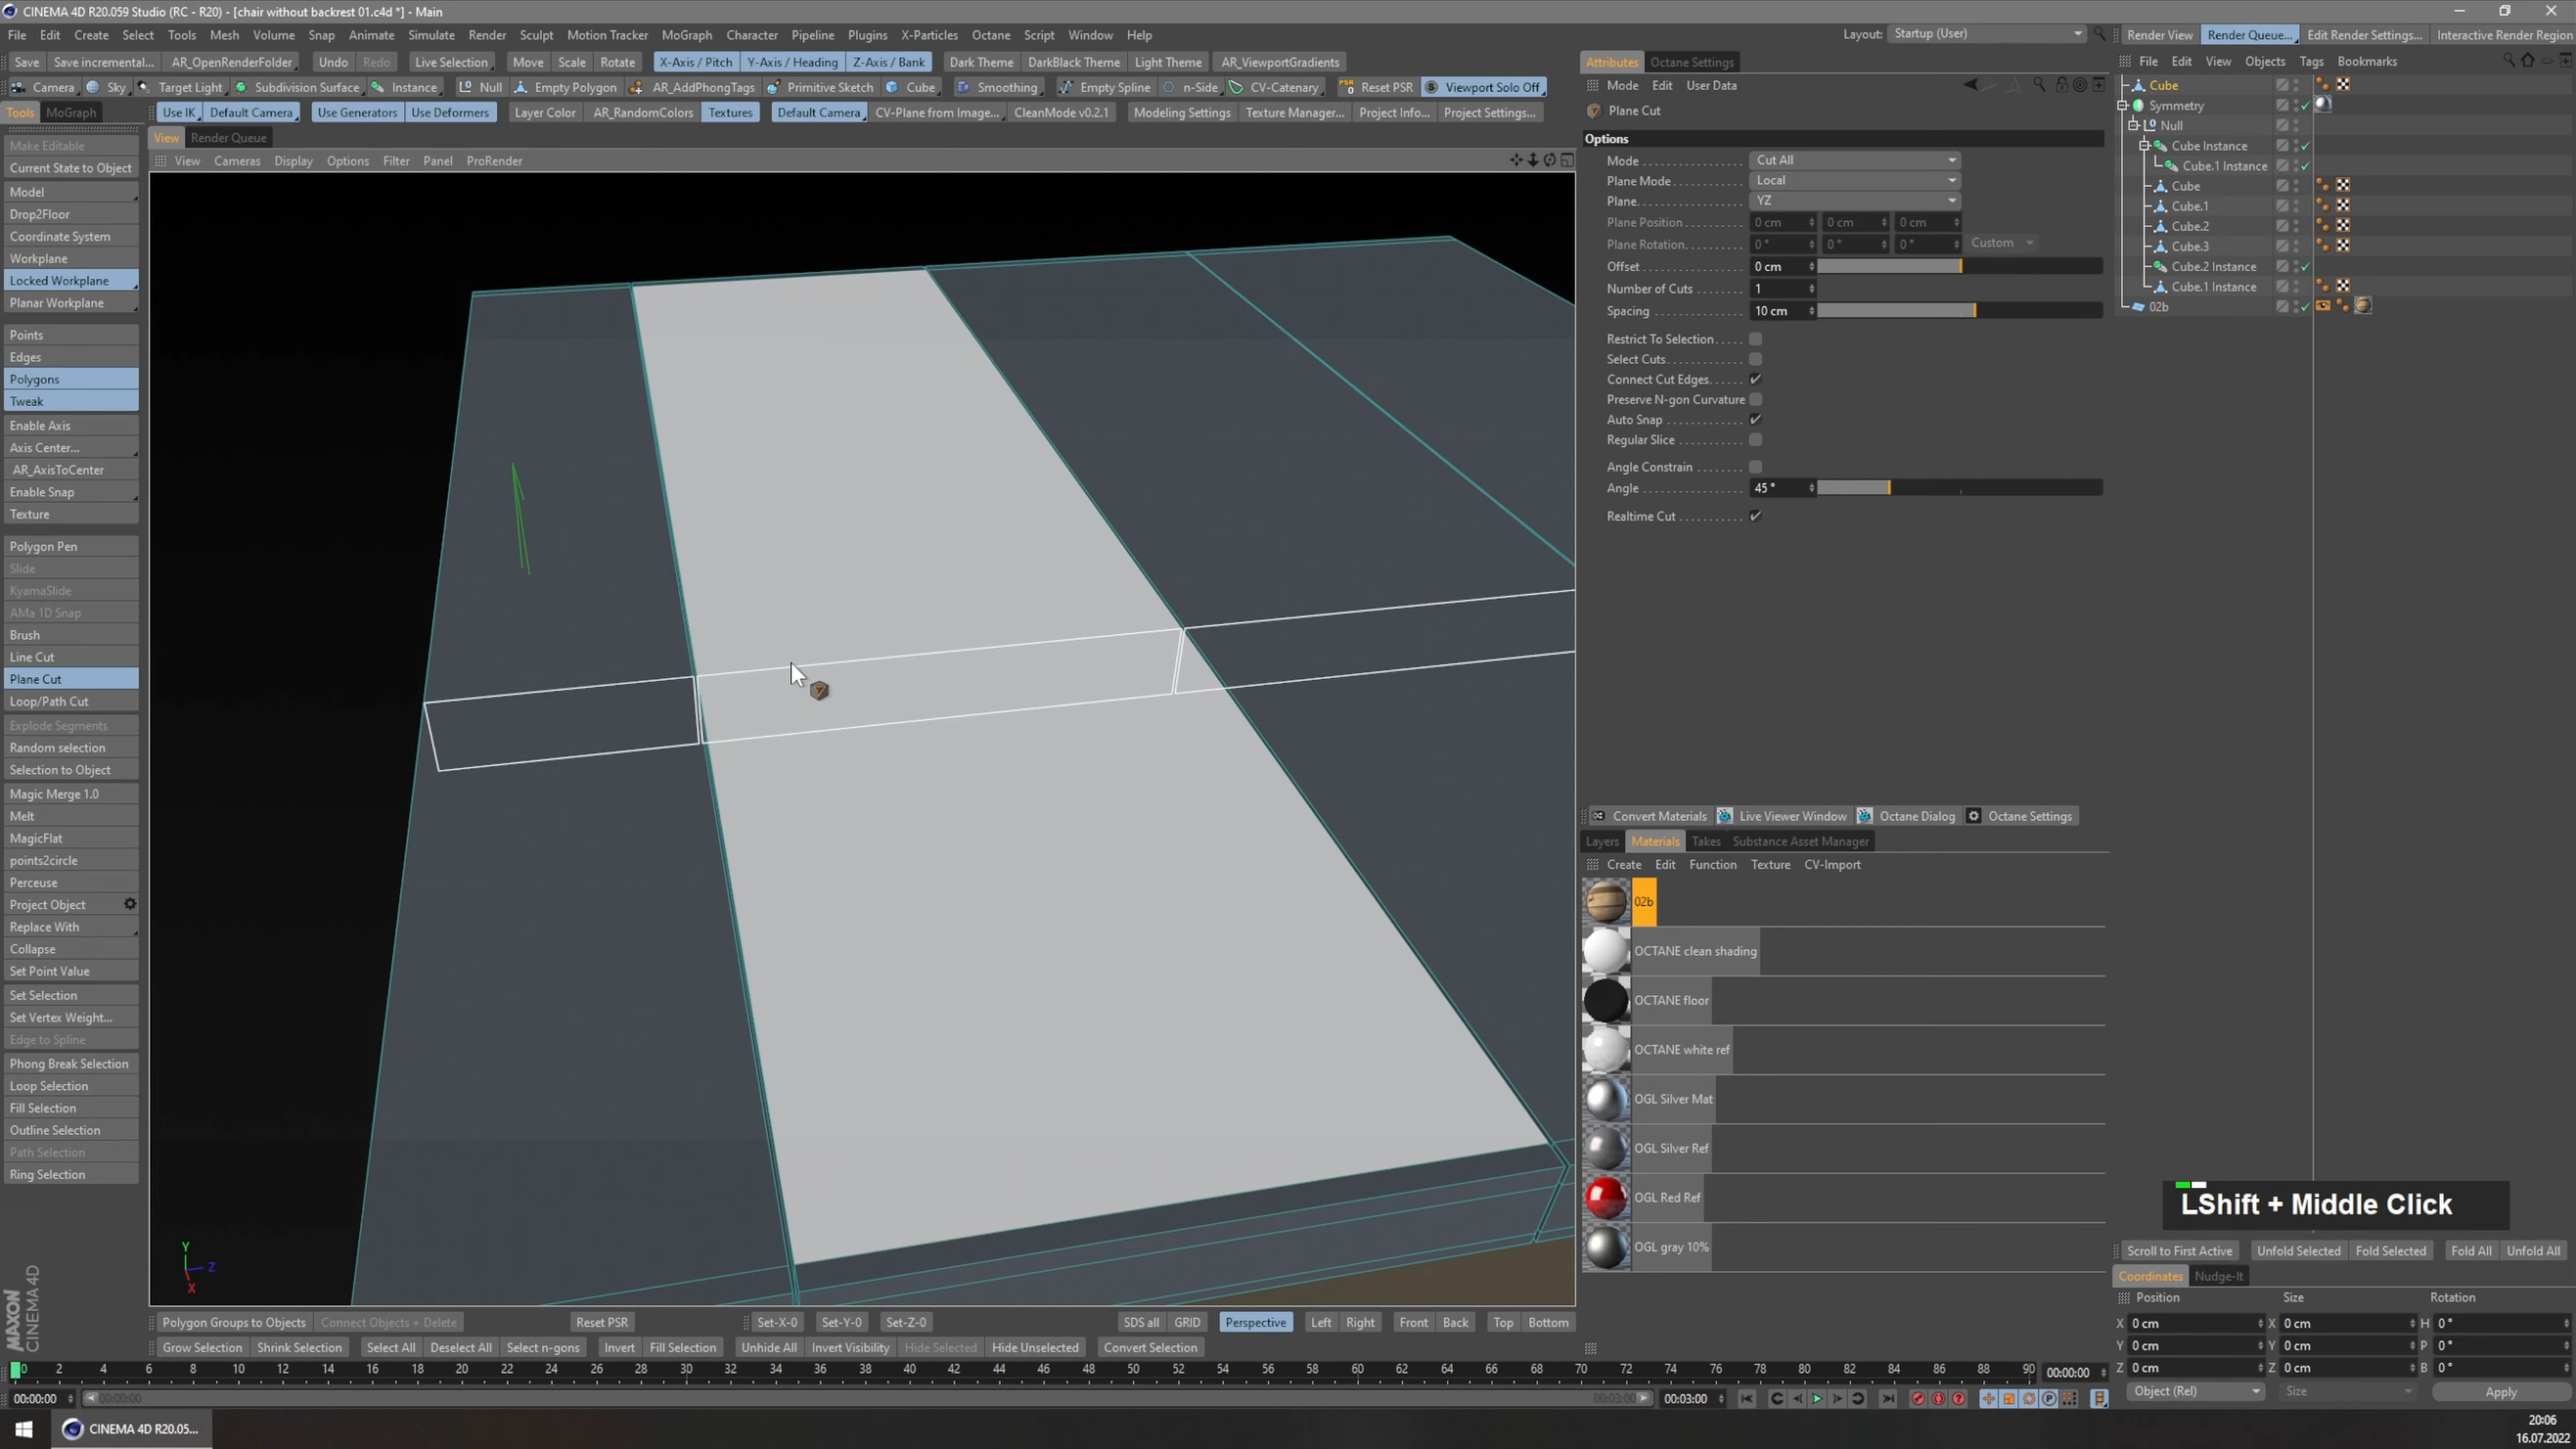 CINEMA 4D R20.059 Studio (RC - R20) - [chair without backrest 01.c4d *] - Main
File Edit Create Select Tools Mesh Volume Snap Animate Simulate Render Sculpt Motion Tracker MoGraph Character Pipeline Plugins X-Particles Octane Script Window Help Layout: Startup (User) Render View Render Queue... Edit Render Settings... Interactive Render Region
Save Save incremental... AR_OpenRenderFolder Undo Redo Live Selection Move Scale Rotate X-Axis / Pitch Y-Axis / Heading Z-Axis / Bank Dark Theme DarkBlack Theme Light Theme AR_ViewportGradients
Camera Sky Target Light Subdivision Surface Instance Null Empty Polygon AR_AddPhongTags Primitive Sketch Cube Smoothing Empty Spline n-Side CV-Catenary Reset PSR Viewport Solo Off
Tools MoGraph Use IK Default Camera Use Generators Use Deformers Layer Color AR_RandomColors Textures Default Camera CV-Plane from Image... CleanMode v0.2.1 Modeling Settings Texture Manager... Project Info... Project Settings...
View Render Queue
View Cameras Display Options Filter Panel ProRender
Make Editable
Current State to Object
Model
Drop2Floor
Coordinate System
Workplane
Locked Workplane
Planar Workplane
Points
Edges
Polygons
Tweak
Enable Axis
Axis Center...
AR_AxisToCenter
Enable Snap
Texture
Polygon Pen
Slide
KyamaSlide
AMa 1D Snap
Brush
Line Cut
Plane Cut
Loop/Path Cut
Explode Segments
Random selection
Selection to Object
Magic Merge 1.0
Melt
MagicFlat
points2circle
Perceuse
Project Object
Replace With
Collapse
Set Point Value
Set Selection
Set Vertex Weight...
Edge to Spline
Phong Break Selection
Loop Selection
Fill Selection
Outline Selection
Path Selection
Ring Selection
Y
Z
X
MAXON
CINEMA 4D
Attributes Octane Settings
Mode Edit User Data
Plane Cut
Options
Mode Cut All
Plane Mode Local
Plane YZ
Plane Position 0 cm 0 cm 0 cm
Plane Rotation 0 ° 0 ° 0 ° Custom
Offset 0 cm
Number of Cuts 1
Spacing 10 cm
Restrict To Selection
Select Cuts
Connect Cut Edges
Preserve N-gon Curvature
Auto Snap
Regular Slice
Angle Constrain
Angle 45 °
Realtime Cut
Convert Materials Live Viewer Window Octane Dialog Octane Settings
Layers Materials Takes Substance Asset Manager
Create Edit Function Texture CV-Import
02b
OCTANE clean shading
OCTANE floor
OCTANE white ref
OGL Silver Mat
OGL Silver Ref
OGL Red Ref
OGL gray 10%
File Edit View Objects Tags Bookmarks
Cube
Symmetry
Null
Cube Instance
Cube.1 Instance
Cube
Cube.1
Cube.2
Cube.3
Cube.2 Instance
Cube.1 Instance
02b
LShift + Middle Click
Scroll to First Active Unfold Selected Fold Selected Fold All Unfold All
Coordinates Nudge-It
Position Size Rotation
X 0 cm X 0 cm H 0 °
Y 0 cm Y 0 cm P 0 °
Z 0 cm Z 0 cm B 0 °
Object (Rel) Size Apply
Polygon Groups to Objects Connect Objects + Delete Reset PSR Set-X-0 Set-Y-0 Set-Z-0 SDS all GRID Perspective Left Right Front Back Top Bottom
Grow Selection Shrink Selection Select All Deselect All Select n-gons Invert Fill Selection Unhide All Invert Visibility Hide Selected Hide Unselected Convert Selection
0 2 4 6 8 10 12 14 16 18 20 22 24 26 28 30 32 34 36 38 40 42 44 46 48 50 52 54 56 58 60 62 64 66 68 70 72 74 76 78 80 82 84 86 88 90 00:00:00
00:00:00 00:00:00 00:03:00 00:03:00
CINEMA 4D R20.05... 20:06
16.07.2022